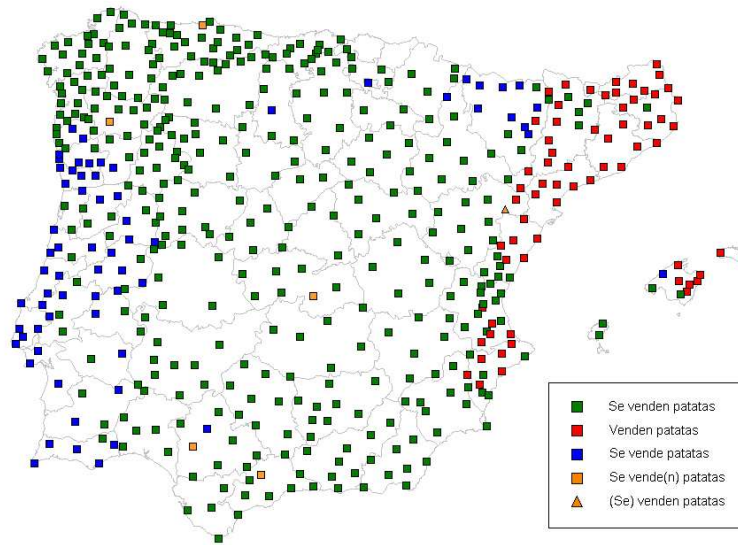 Se venden patatas
Venden patatas
Se vende patatas
Se vende(n) patatas
(Se) venden patatas